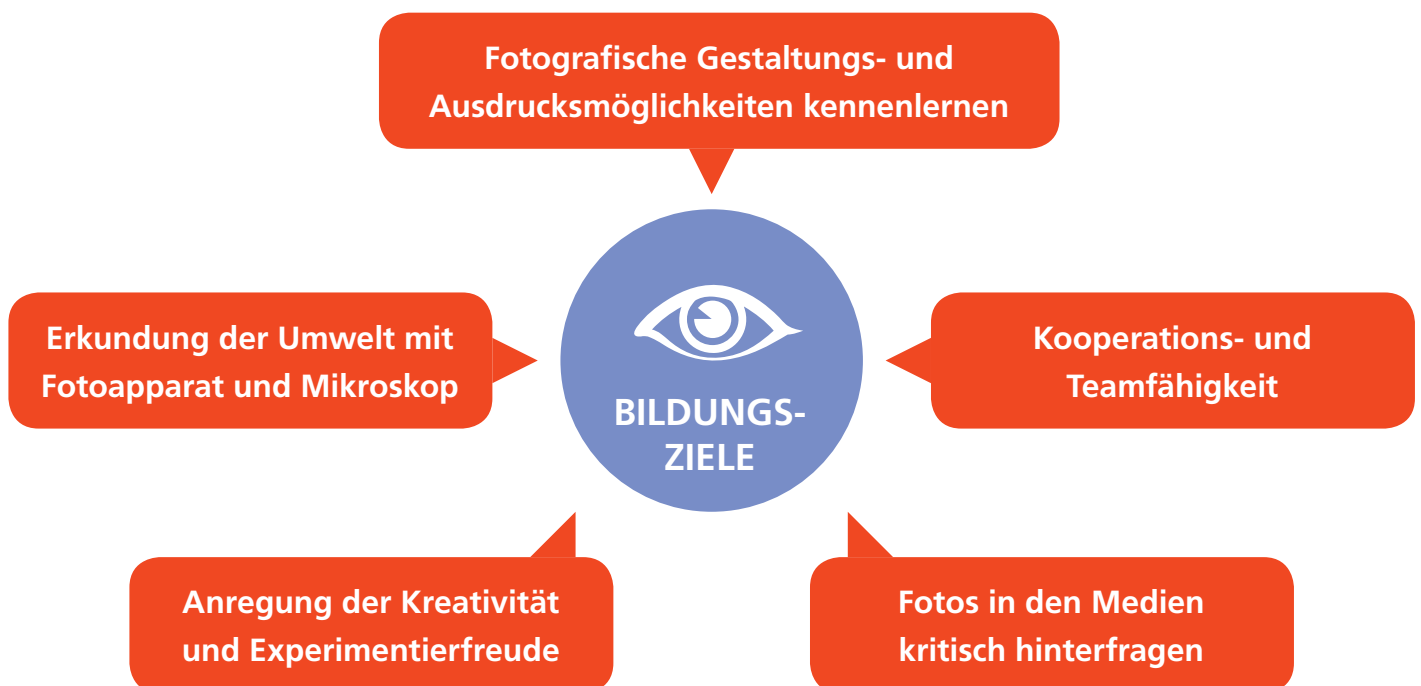 Fotografische Gestaltungs- und
Ausdrucksmöglichkeiten kennenlernen
Erkundung der Umwelt mit
Fotoapparat und Mikroskop
BILDUNGS-
ZIELE
Kooperations- und
Teamfähigkeit
Anregung der Kreativität
und Experimentierfreude
Fotos in den Medien
kritisch hinterfragen